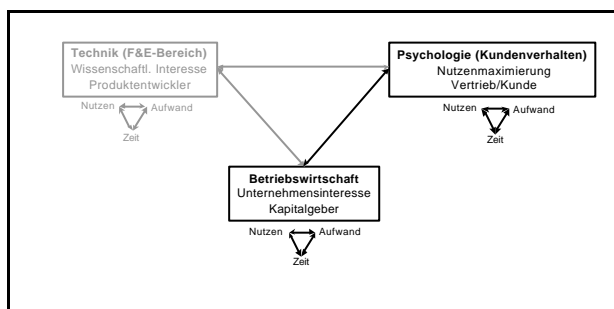 Technik (F&E-Bereich)
Wissenschaftl. Interesse
Produktentwickler
Nutzen
Aufwand
Zeit
Psychologie (Kundenverhalten)
Nutzenmaximierung
Vertrieb/Kunde
Nutzen
Aufwand
Zeit
Betriebswirtschaft
Unternehmensinteresse
Kapitalgeber
Nutzen
Aufwand
Zeit